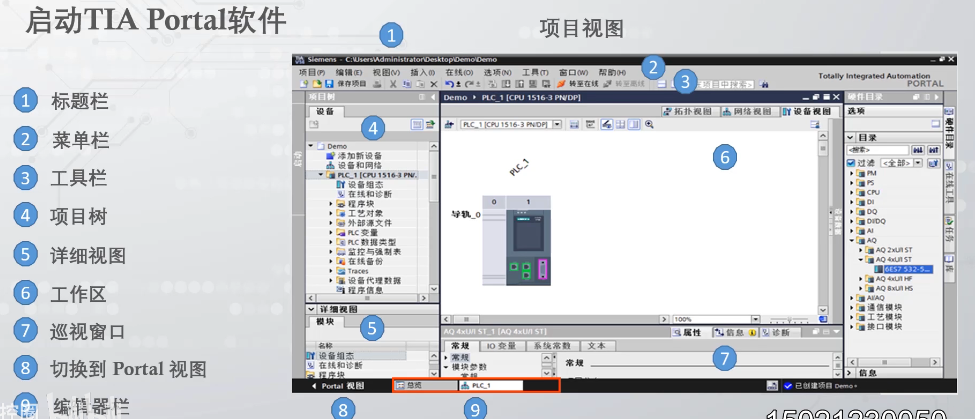 启动TIA Portal软件
项目视图
1 标题栏
2 菜单栏
3 工具栏
4 项目树
5 详细视图
6 工作区
7 巡视窗口
8 切换到 Portal 视图
9 编辑器栏
1
Siemens - C:\Users\Administrator\Desktop\Demo\Demo
项目(P) 编辑(E) 视图(V) 插入(I) 在线(O) 选项(N) 工具(T) 窗口(W) 帮助(H)
2
保存项目
转至在线
转至离线
3
项目中搜索>
Totally Integrated Automation
PORTAL
项目树
设备
4
Demo
添加新设备
设备和网络
PLC_1 [CPU 1516-3 PN/...
设备组态
在线和诊断
程序块
工艺对象
外部源文件
PLC 变量
PLC 数据类型
监控与强制表
在线备份
Traces
设备代理数据
程序信息
详细视图
模块
5
名称
设备组态
在线和诊断
程序块
Demo ▸ PLC_1 [CPU 1516-3 PN/DP]
拓扑视图 网络视图 设备视图
PLC_1 [CPU 1516-3 PN/DP]
6
PLC_1
0 1
导轨_0
100%
AQ 4xU/I ST_1 [AQ 4xU/I ST]
属性 信息 诊断
常规 IO 变量 系统常数 文本
常规
模块参数
常规
常规
7
硬件目录
选项
目录
<搜索>
过滤 <全部>
PM
PS
CPU
DI
DQ
DI/DQ
AI
AQ
AQ 2xU/I ST
AQ 4xU/I ST
6ES7 532-5...
AQ 4xU/I HF
AQ 8xU/I HS
AI/AQ
通信模块
工艺模块
接口模块
信息
硬件目录
在线工具
任务
库
Portal 视图
总览
PLC_1
已创建项目 Demo。
8
9